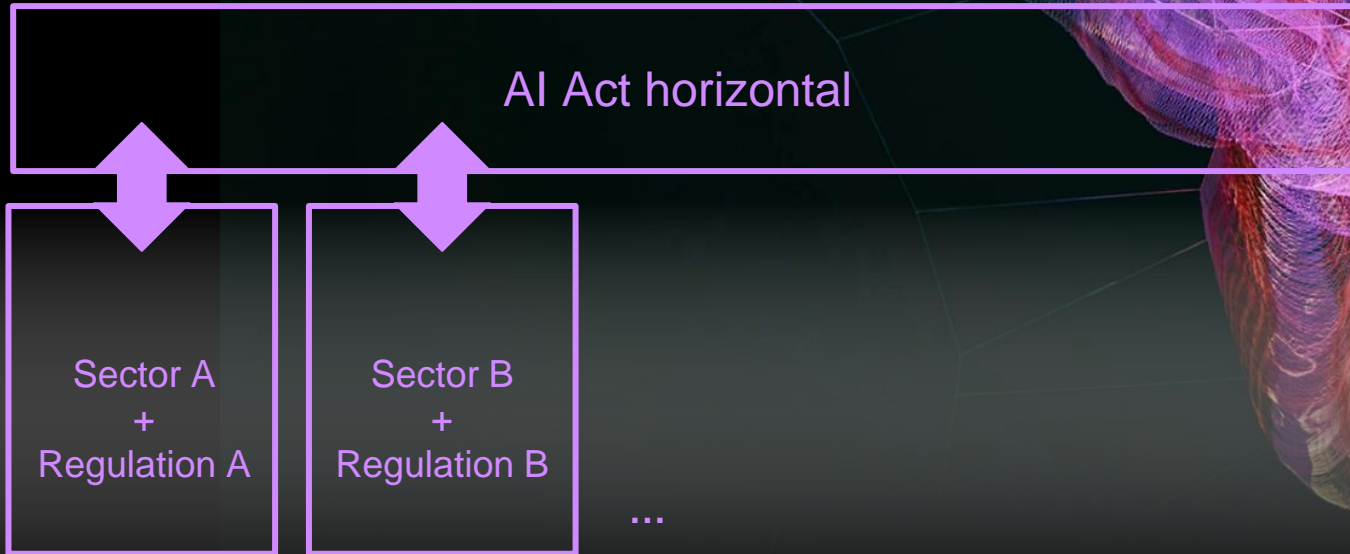 AI Act horizontal
Sector A
+
Regulation A
Sector B
+
Regulation B
...